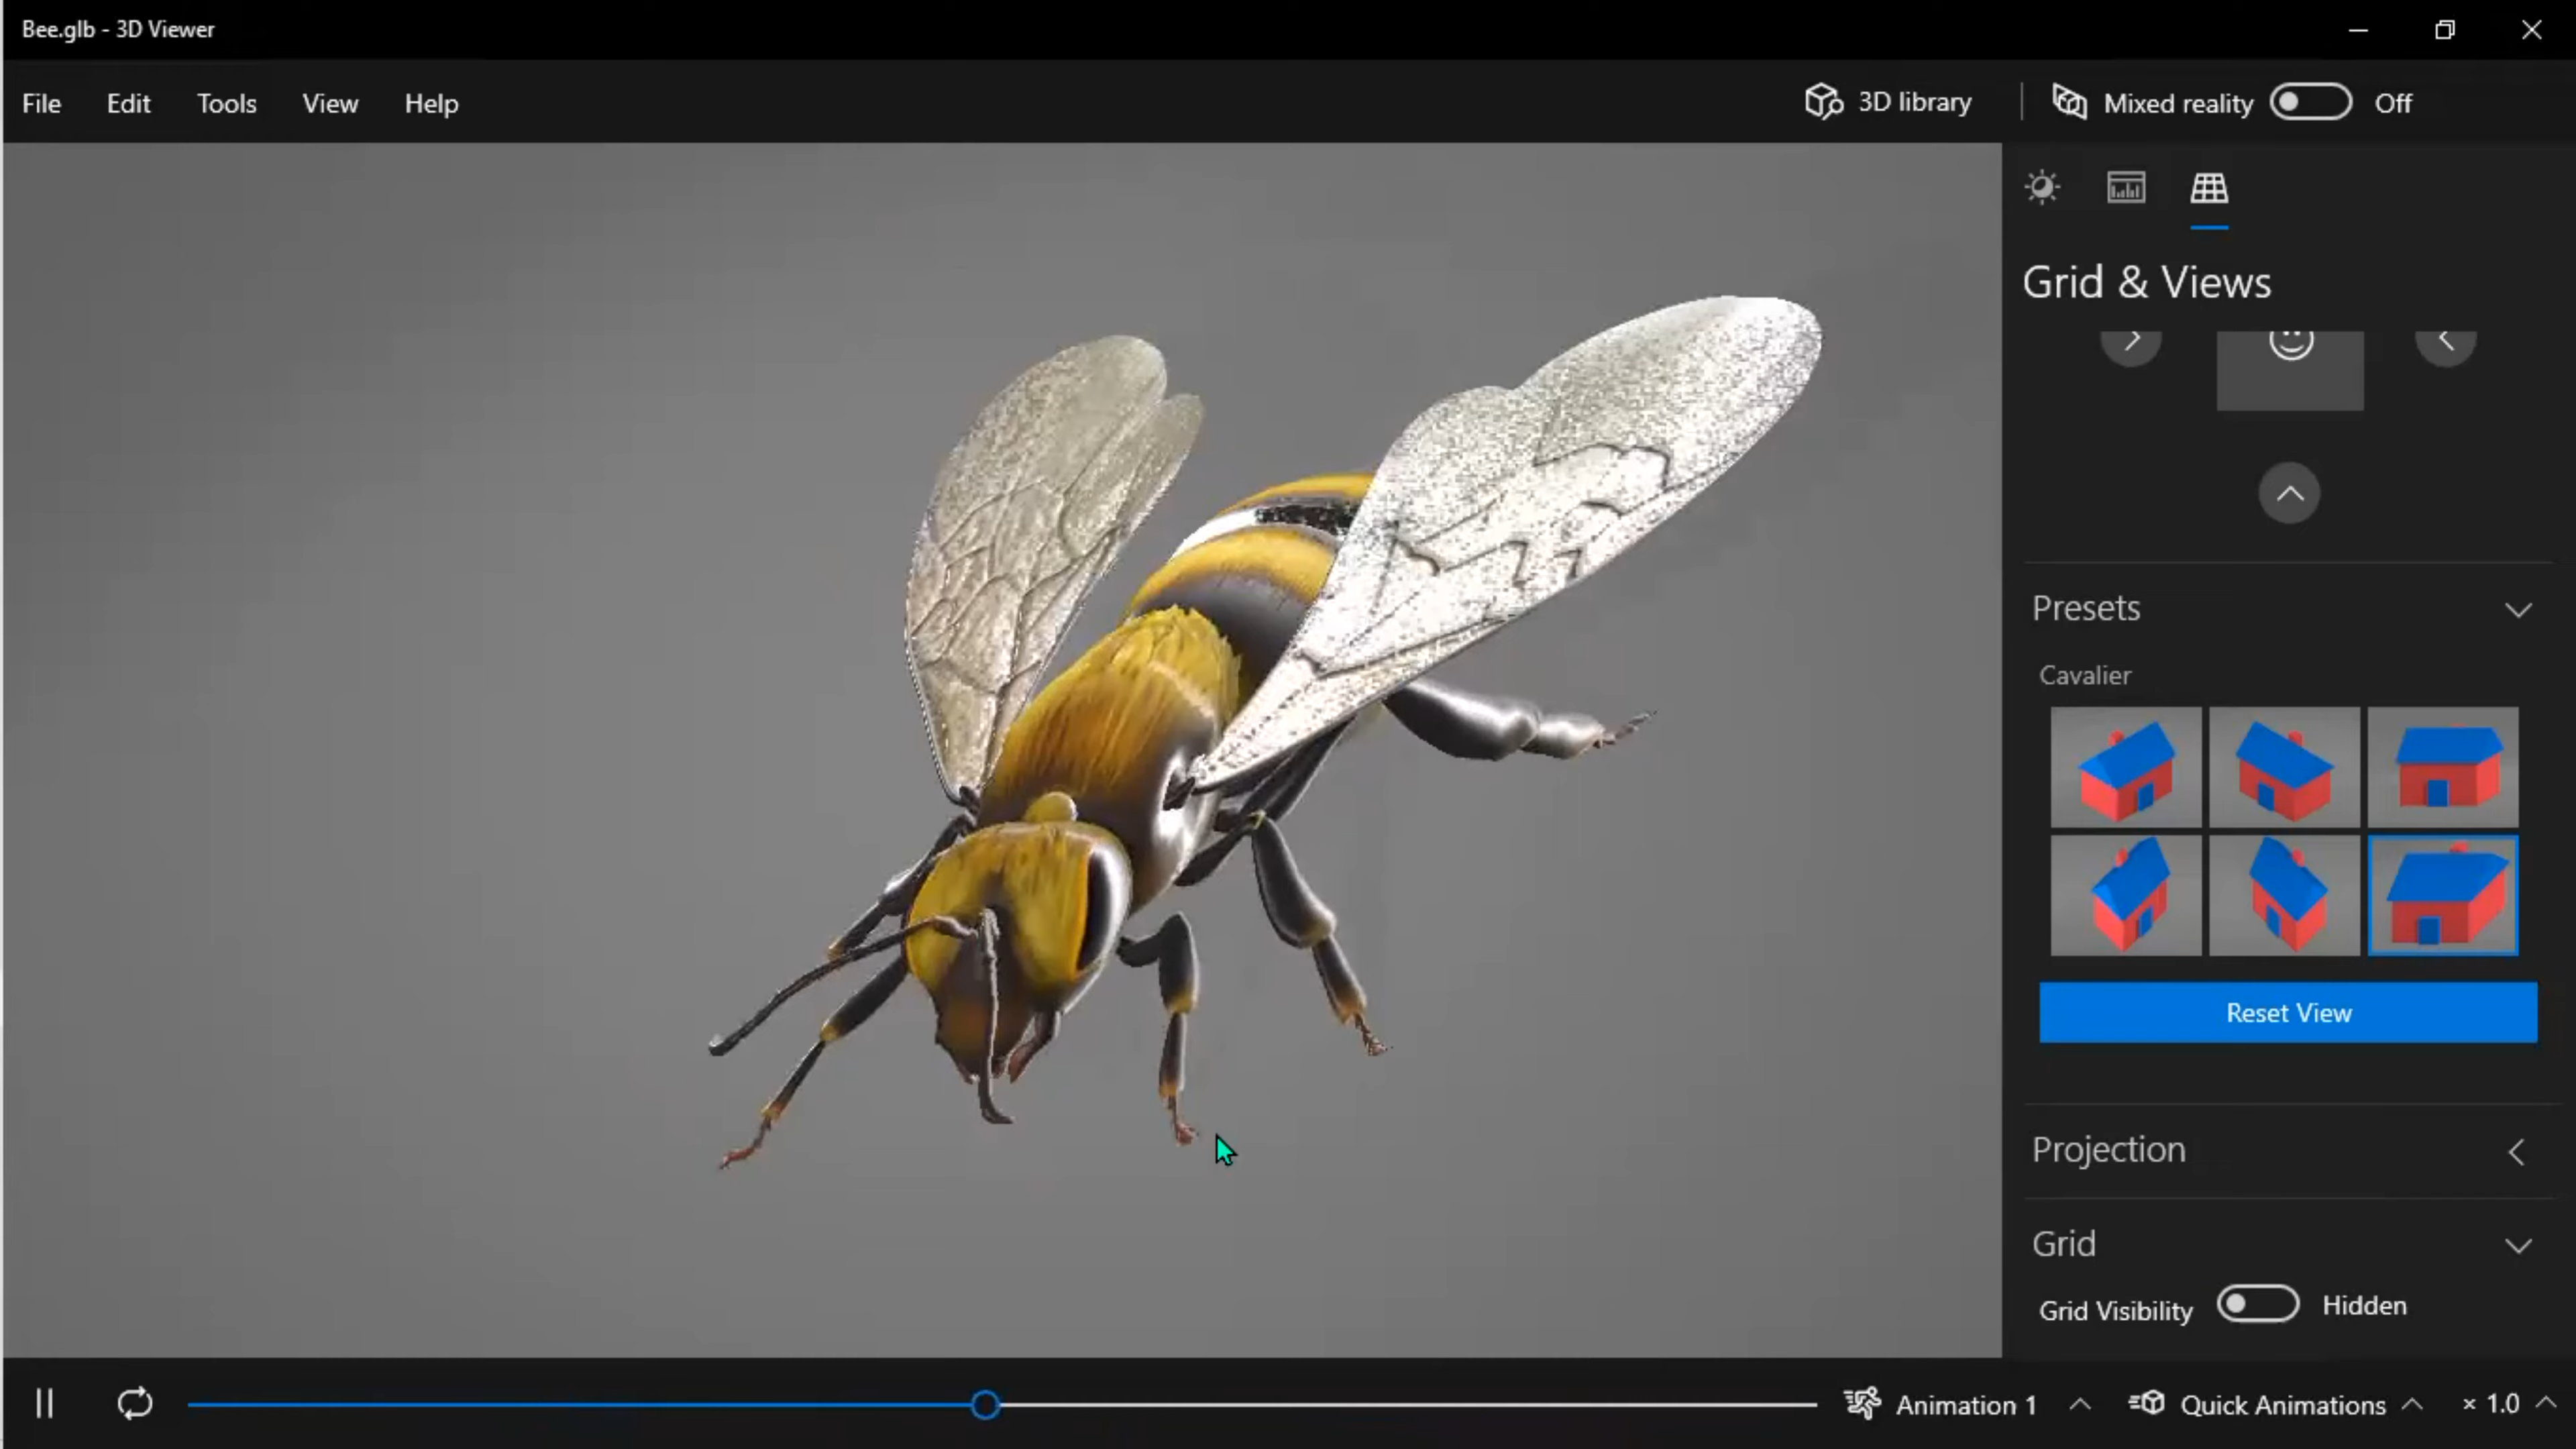 Bee.glb - 3D Viewer
File Edit Tools View Help
3D library
Mixed reality Off
Grid & Views
Presets
Cavalier
Reset View
Projection
Grid
Grid Visibility Hidden
Animation 1
Quick Animations
× 1.0